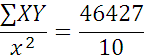 ∑XY/x² = 46427/10